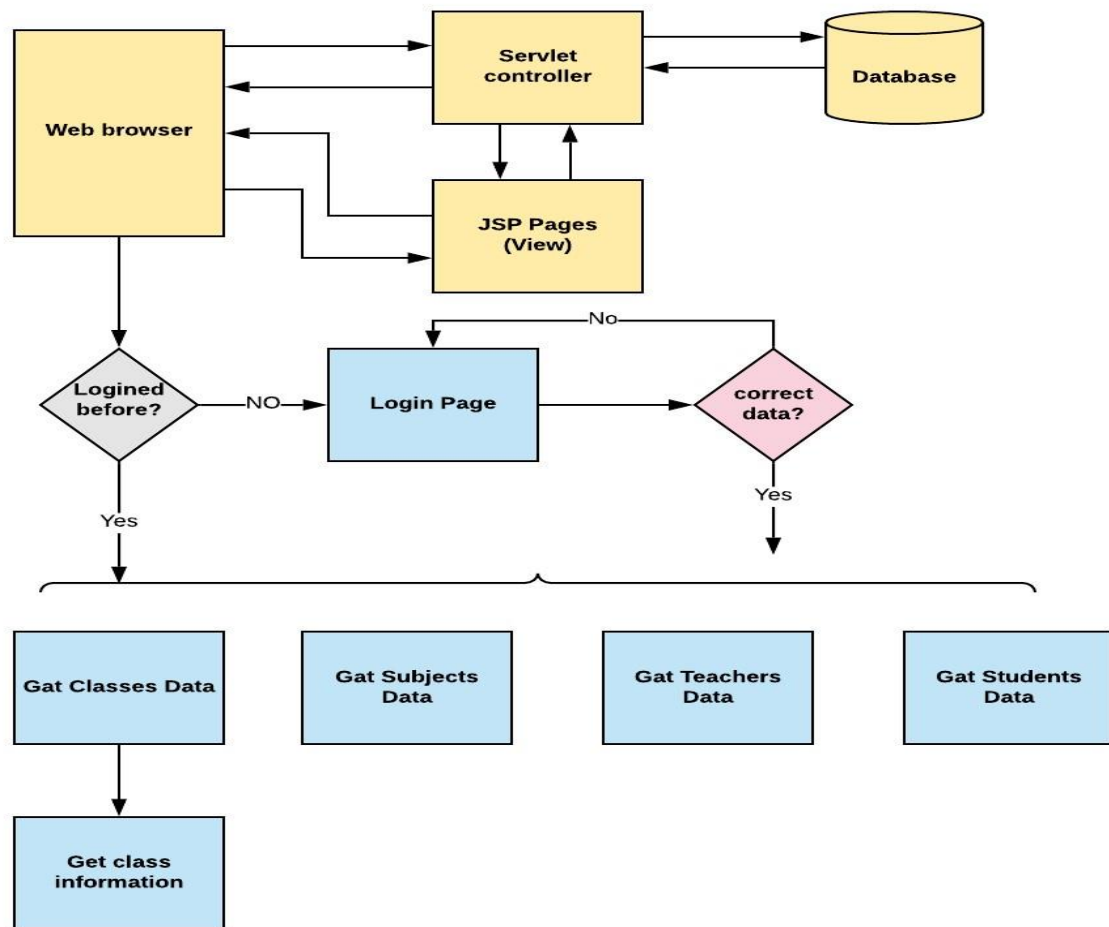 Web browser
Servlet
controller
Database
JSP Pages
(View)
No
Logined
before?
NO
Login Page
correct
data?
Yes
Yes
Gat Classes Data
Gat Subjects
Data
Gat Teachers
Data
Gat Students
Data
Get class
information